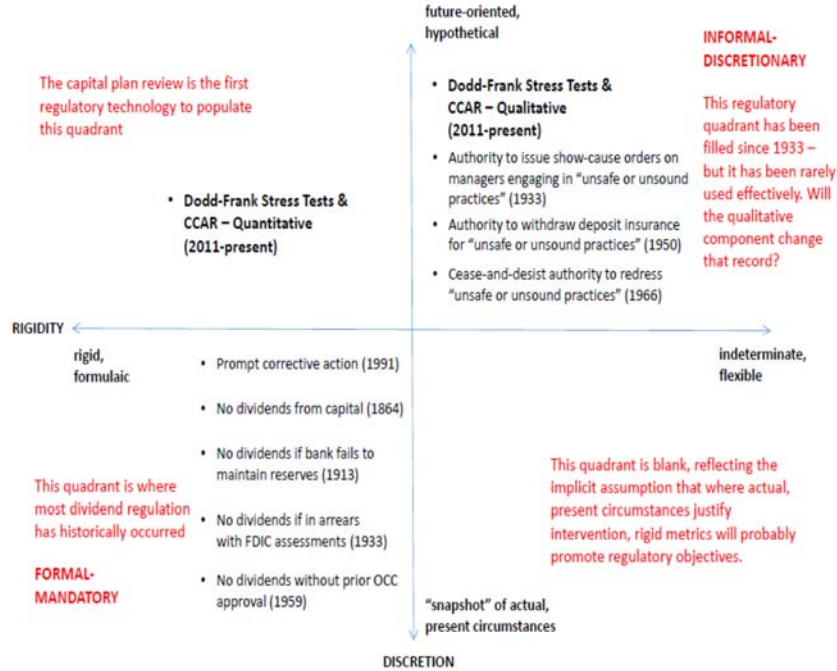 future-oriented,
hypothetical
INFORMAL-
DISCRETIONARY
The capital plan review is the first
regulatory technology to populate
this quadrant
• Dodd-Frank Stress Tests &
CCAR – Qualitative
(2011-present)
• Authority to issue show-cause orders on
managers engaging in “unsafe or unsound
practices” (1933)
• Authority to withdraw deposit insurance
for “unsafe or unsound practices” (1950)
• Cease-and-desist authority to redress
“unsafe or unsound practices” (1966)
This regulatory
quadrant has been
filled since 1933 –
but it has been rarely
used effectively. Will
the qualitative
component change
that record?
• Dodd-Frank Stress Tests &
CCAR – Quantitative
(2011-present)
RIGIDITY
rigid,
formulaic
indeterminate,
flexible
• Prompt corrective action (1991)
• No dividends from capital (1864)
• No dividends if bank fails to
maintain reserves (1913)
• No dividends if in arrears
with FDIC assessments (1933)
• No dividends without prior OCC
approval (1959)
This quadrant is where
most dividend regulation
has historically occurred
FORMAL-
MANDATORY
This quadrant is blank, reflecting the
implicit assumption that where actual,
present circumstances justify
intervention, rigid metrics will probably
promote regulatory objectives.
“snapshot” of actual,
present circumstances
DISCRETION